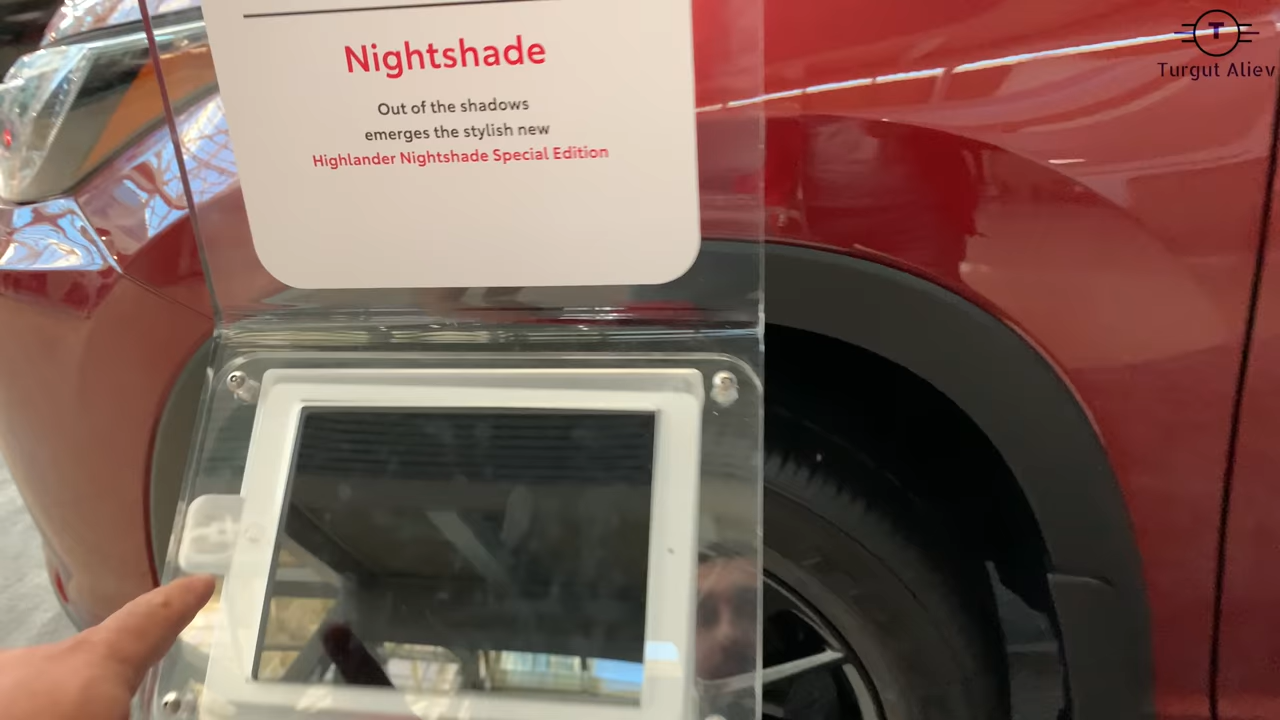 T
Turgut Aliev
Nightshade
Out of the shadows
emerges the stylish new
Highlander Nightshade Special Edition